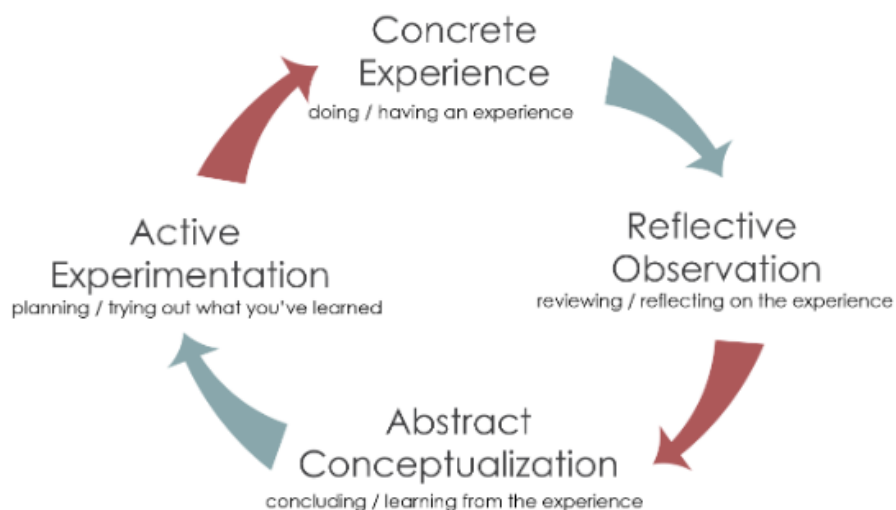 Concrete
Experience
doing / having an experience
Reflective
Observation
reviewing / reflecting on the experience
Abstract
Conceptualization
concluding / learning from the experience
Active
Experimentation
planning / trying out what you've learned